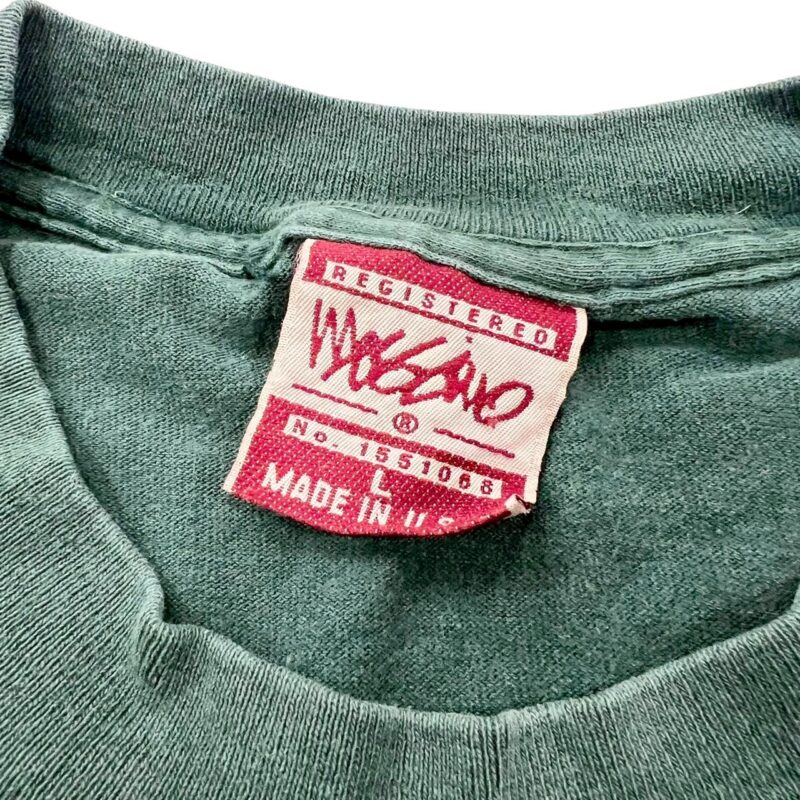 REGISTERED
MOSSIMO
®
No. 1551068
L
MADE IN U.S